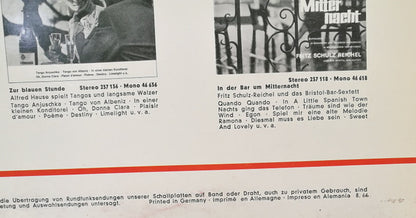 Mitter
nacht
FRITZ SCHULZ-REICHEL
Tango Anjuschka · Tango von Albeniz · In einer kleinen Konditorei
Oh, Donna Clara · Plaisir d'amour · Poème · Destiny · Limelight u. a.
Zur blauen Stunde Stereo 237 156 · Mono 46 656
Alfred Hause spielt Tangos und langsame Walzer
Tango Anjuschka · Tango von Albeniz · In einer
kleinen Konditorei · Oh, Donna Clara · Plaisir
d'amour · Poème · Destiny · Limelight u. a.
Stereo 237 118 · Mono 46 618
In der Bar um Mitternacht
Fritz Schulz-Reichel und das Bristol-Bar-Sextett
Quando Quando · In A Little Spanish Town
Nachts ging das Telefon · Träume sind wie der
Wind · Egon · Spiel mir eine alte Melodie
Ramona · Diesmal muss es Liebe sein · Sweet
And Lovely u. a.
die Übertragung von Rundfunksendungen unserer Schallplatten auf Band oder Draht, auch zu privatem Gebrauch, sind
etung und Auswahlsendungen untersagt. Printed in Germany · Imprimé en Allemagne · Impreso en Alemania 8. 66